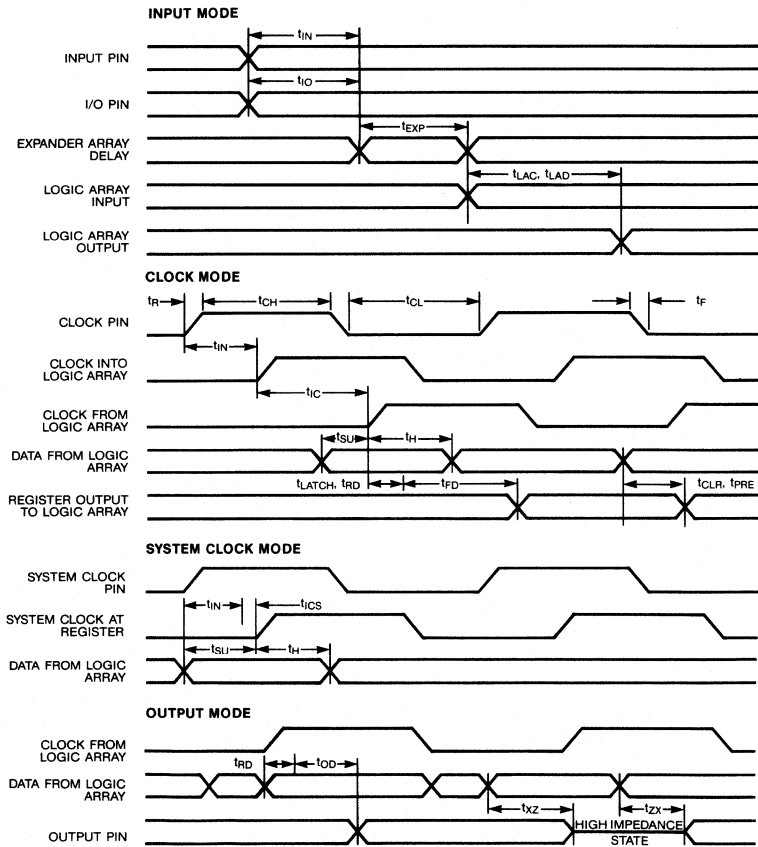 INPUT MODE
tIN
INPUT PIN
tIO
I/O PIN
tEXP
EXPANDER ARRAY
DELAY
tLAC, tLAD
LOGIC ARRAY
INPUT
LOGIC ARRAY
OUTPUT
CLOCK MODE
tR
tCH
tCL
tF
CLOCK PIN
tIN
CLOCK INTO
LOGIC ARRAY
tIC
CLOCK FROM
LOGIC ARRAY
tSU
tH
DATA FROM LOGIC
ARRAY
tLATCH, tRD
tFD
tCLR, tPRE
REGISTER OUTPUT
TO LOGIC ARRAY
SYSTEM CLOCK MODE
SYSTEM CLOCK
PIN
tIN
tICS
SYSTEM CLOCK AT
REGISTER
tSU
tH
DATA FROM LOGIC
ARRAY
OUTPUT MODE
CLOCK FROM
LOGIC ARRAY
tRD
tOD
DATA FROM LOGIC
ARRAY
tXZ
tZX
OUTPUT PIN
HIGH IMPEDANCE
STATE